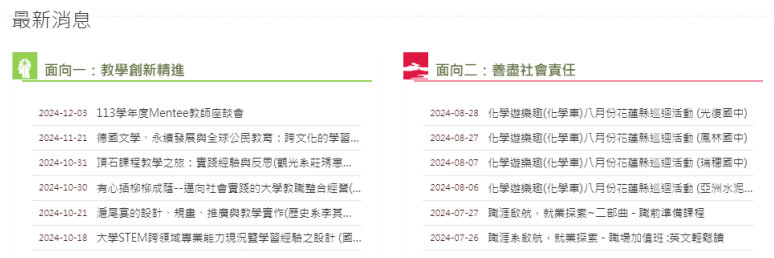 最新消息
面向一：教學創新精進
2024-12-03 113學年度Mentee教師座談會
2024-11-21 德國文學、永續發展與全球公民教育：跨文化的學習...
2024-10-31 頂石課程教學之旅：實踐經驗與反思(觀光系莊琇惠...
2024-10-30 有心插柳柳成蔭--邁向社會實踐的大學教職整合經營(...
2024-10-21 滬尾宴的設計、規畫、推廣與教學實作(歷史系李其...
2024-10-18 大學STEM跨領域專業能力現況暨學習經驗之設計 (國...
面向二：善盡社會責任
2024-08-28 化學遊樂趣(化學車)八月份花蓮縣巡迴活動 (光復國中)
2024-08-27 化學遊樂趣(化學車)八月份花蓮縣巡迴活動 (鳳林國中)
2024-08-07 化學遊樂趣(化學車)八月份花蓮縣巡迴活動 (瑞穗國中)
2024-08-06 化學遊樂趣(化學車)八月份花蓮縣巡迴活動 (亞洲水泥...
2024-07-27 職涯啟航，就業探索~二部曲 - 職前準備課程
2024-07-26 職涯系啟航，就業探索 - 職場加值班 :英文輕鬆讀